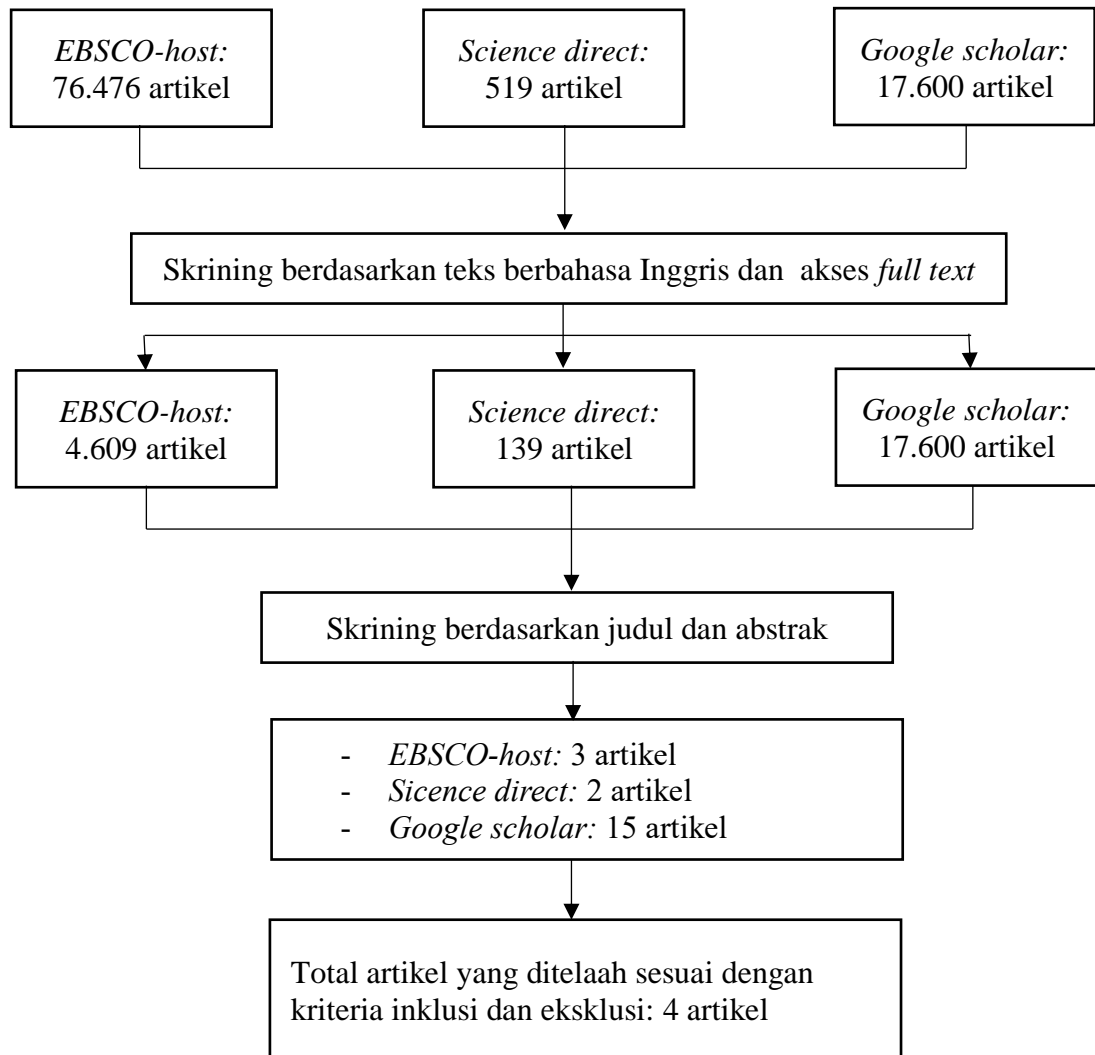 EBSCO-host:
76.476 artikel
Science direct:
519 artikel
Google scholar:
17.600 artikel
Skrining berdasarkan teks berbahasa Inggris dan akses full text
EBSCO-host:
4.609 artikel
Science direct:
139 artikel
Google scholar:
17.600 artikel
Skrining berdasarkan judul dan abstrak
- EBSCO-host: 3 artikel
- Sicence direct: 2 artikel
- Google scholar: 15 artikel
Total artikel yang ditelaah sesuai dengan
kriteria inklusi dan eksklusi: 4 artikel